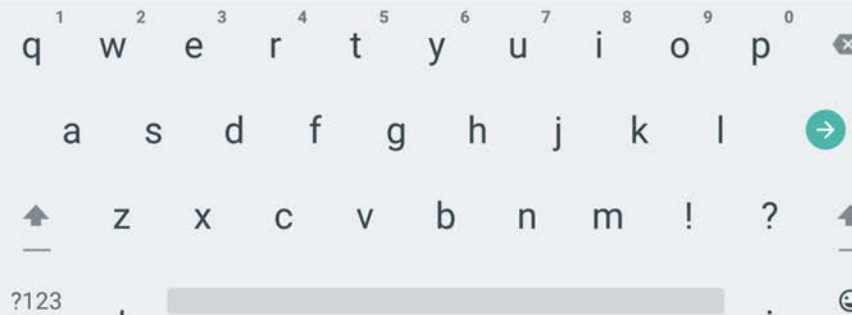 1 2 3 4 5 6 7 8 9 0
q w e r t y u i o p
a s d f g h j k l
z x c v b n m ! ?
?123